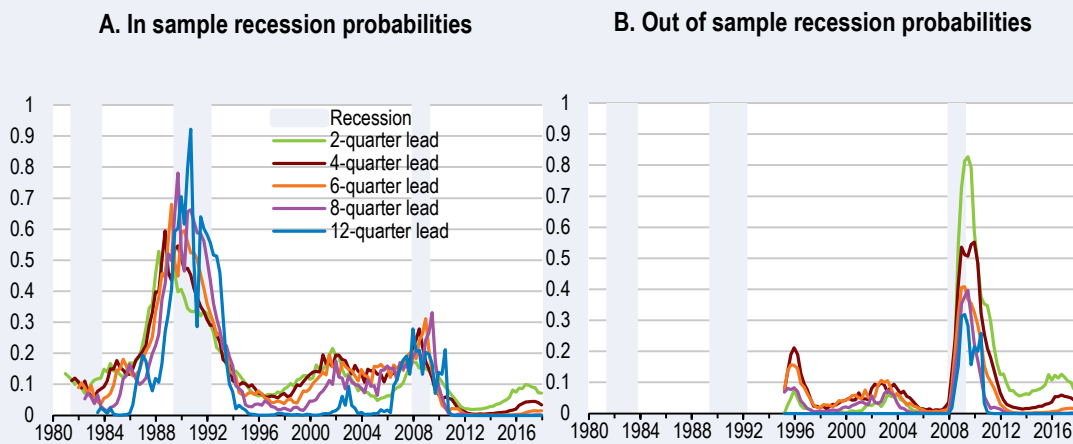 A. In sample recession probabilities
1
0.9
0.8
0.7
0.6
0.5
0.4
0.3
0.2
0.1
0
1980 1984 1988 1992 1996 2000 2004 2008 2012 2016
Recession
2-quarter lead
4-quarter lead
6-quarter lead
8-quarter lead
12-quarter lead
B. Out of sample recession probabilities
1
0.9
0.8
0.7
0.6
0.5
0.4
0.3
0.2
0.1
0
1980 1984 1988 1992 1996 2000 2004 2008 2012 2016